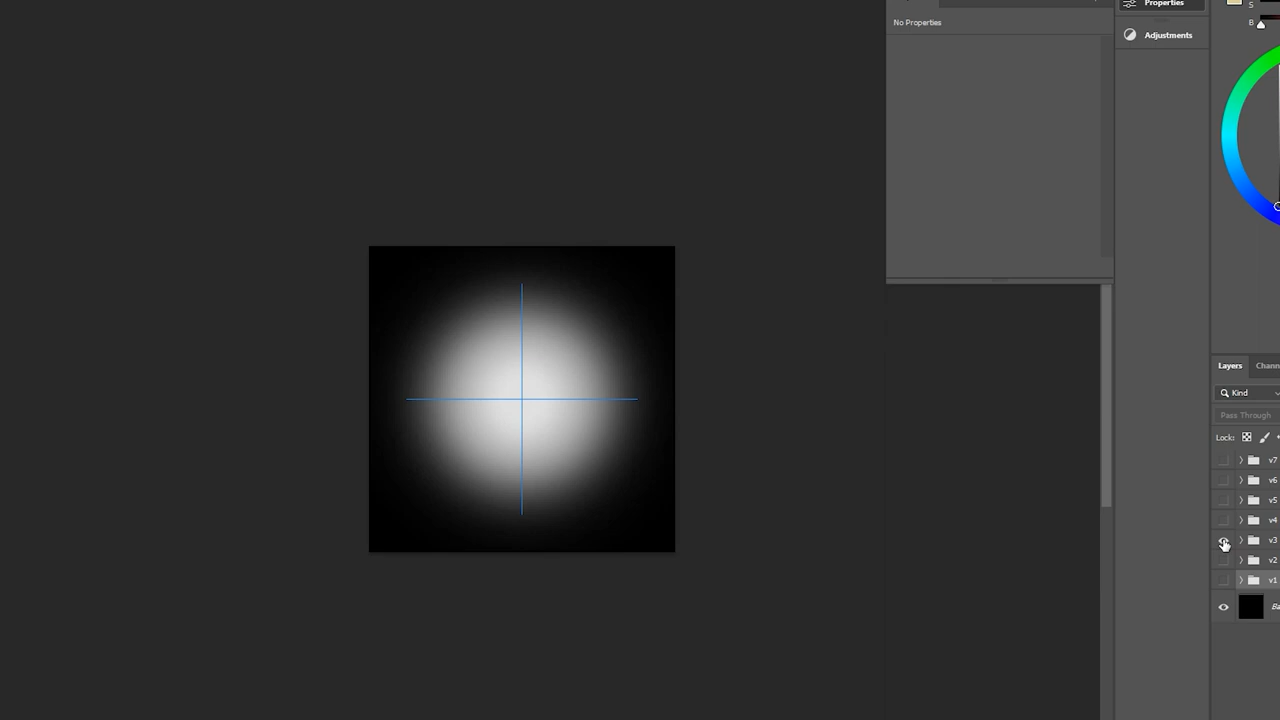 Properties
S
No Properties
B
Adjustments
Layers
Kind
Pass Through
Lock:
v7
v6
v5
v4
v3
v2
v1